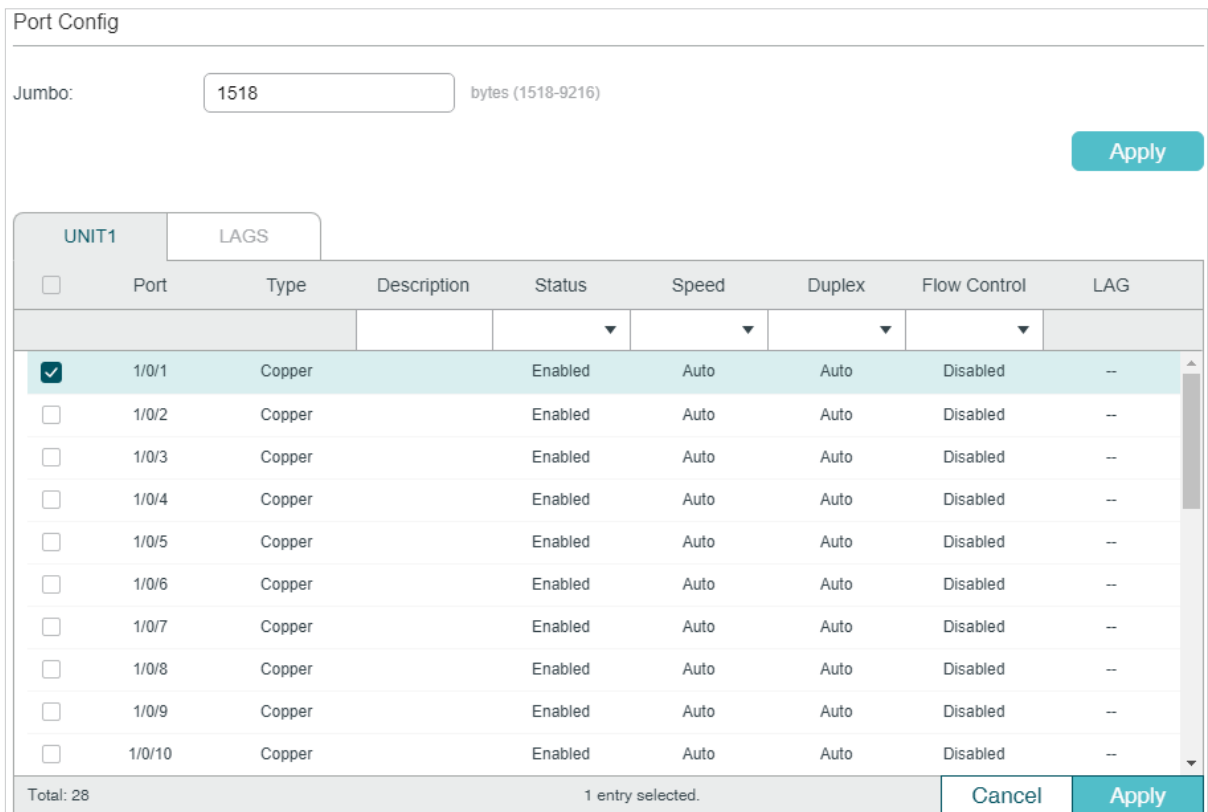 Port Config
Jumbo: 1518 bytes (1518-9216)
Apply
UNIT1 LAGS
Port Type Description Status Speed Duplex Flow Control LAG
1/0/1 Copper Enabled Auto Auto Disabled --
1/0/2 Copper Enabled Auto Auto Disabled --
1/0/3 Copper Enabled Auto Auto Disabled --
1/0/4 Copper Enabled Auto Auto Disabled --
1/0/5 Copper Enabled Auto Auto Disabled --
1/0/6 Copper Enabled Auto Auto Disabled --
1/0/7 Copper Enabled Auto Auto Disabled --
1/0/8 Copper Enabled Auto Auto Disabled --
1/0/9 Copper Enabled Auto Auto Disabled --
1/0/10 Copper Enabled Auto Auto Disabled --
Total: 28 1 entry selected. Cancel Apply